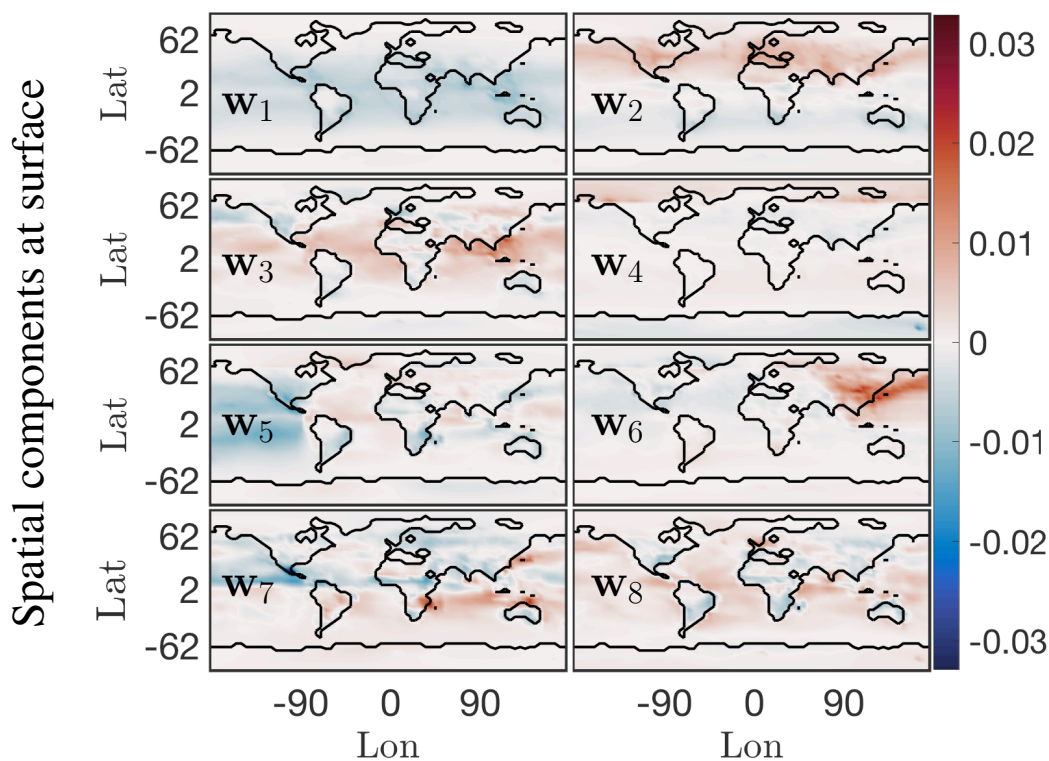 Spatial components at surface
Lat
62
2
-62
w1
w2
Lat
62
2
-62
w3
w4
Lat
62
2
-62
w5
w6
Lat
62
2
-62
w7
w8
-90 0 90
-90 0 90
Lon
Lon
0.03
0.02
0.01
0
-0.01
-0.02
-0.03